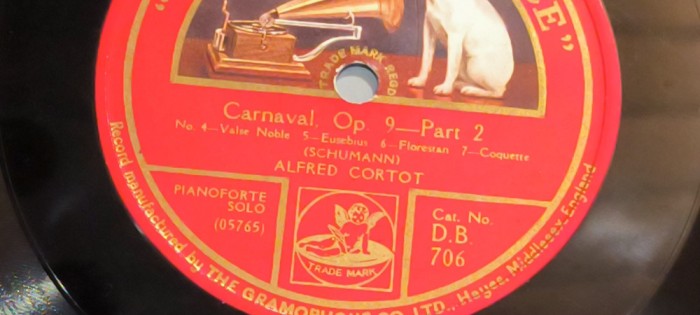 CE"
TRADE MARK REGD
Carnaval, Op. 9—Part 2
No. 4—Valse Noble 5—Eusebius 6—Florestan 7—Coquette
(SCHUMANN)
ALFRED CORTOT
PIANOFORTE
SOLO
(05765)
TRADE MARK
Cat. No.
D.B.
706
Record manufactured by THE GRAMOPHONE CO. LTD., Hayes, Middlesex, England